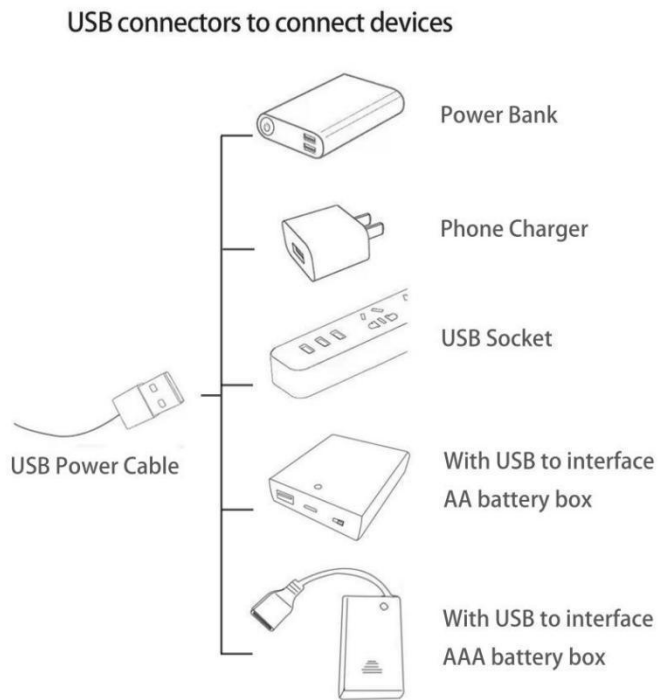 USB connectors to connect devices
Power Bank
Phone Charger
USB Socket
USB Power Cable
With USB to interface
AA battery box
With USB to interface
AAA battery box